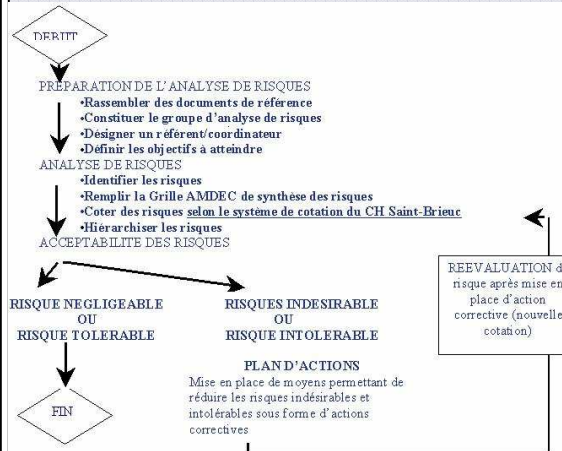 DEBUT
PREPARATION DE L'ANALYSE DE RISQUES
•Rassembler des documents de référence
•Constituer le groupe d'analyse de risques
•Désigner un référent/coordinateur
•Définir les objectifs à atteindre
ANALYSE DE RISQUES
•Identifier les risques
•Remplir la Grille AMDEC de synthèse des risques
•Coter des risques selon le système de cotation du CH Saint-Brieuc
•Hiérarchiser les risques
ACCEPTABILITE DES RISQUES
RISQUE NEGLIGEABLE
OU
RISQUE TOLERABLE
RISQUES INDESIRABLE
OU
RISQUE INTOLERABLE
REEVALUATION d
risque après mise en
place d'action
corrective (nouvelle
cotation)
PLAN D'ACTIONS
Mise en place de moyens permettant de
réduire les risques indésirables et
intolérables sous forme d'actions
correctives
FIN